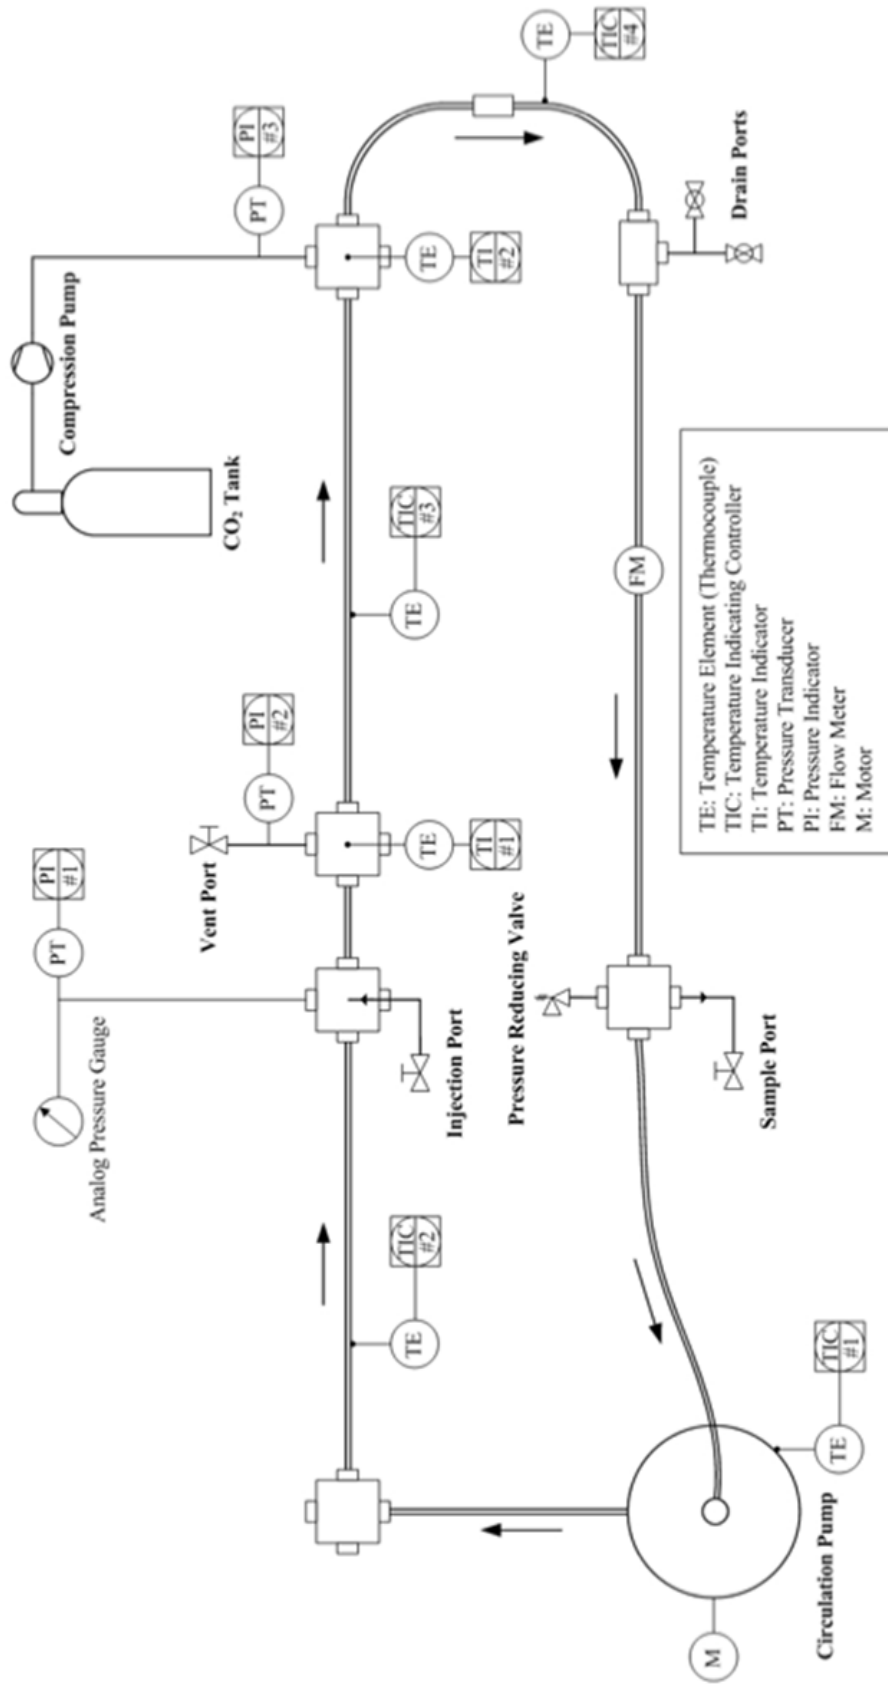 PT
PI
#1
Analog Pressure Gauge
Compression Pump
CO₂ Tank
Vent Port
PT
PI
#2
PT
PI
#3
TE
TIC
#2
TE
TI
#1
TE
TIC
#3
TE
TI
#2
Injection Port
TE
TIC
#4
Pressure Reducing Valve
FM
Drain Ports
Sample Port
M
Circulation Pump
TE
TIC
#1
TE: Temperature Element (Thermocouple)
TIC: Temperature Indicating Controller
TI: Temperature Indicator
PT: Pressure Transducer
PI: Pressure Indicator
FM: Flow Meter
M: Motor